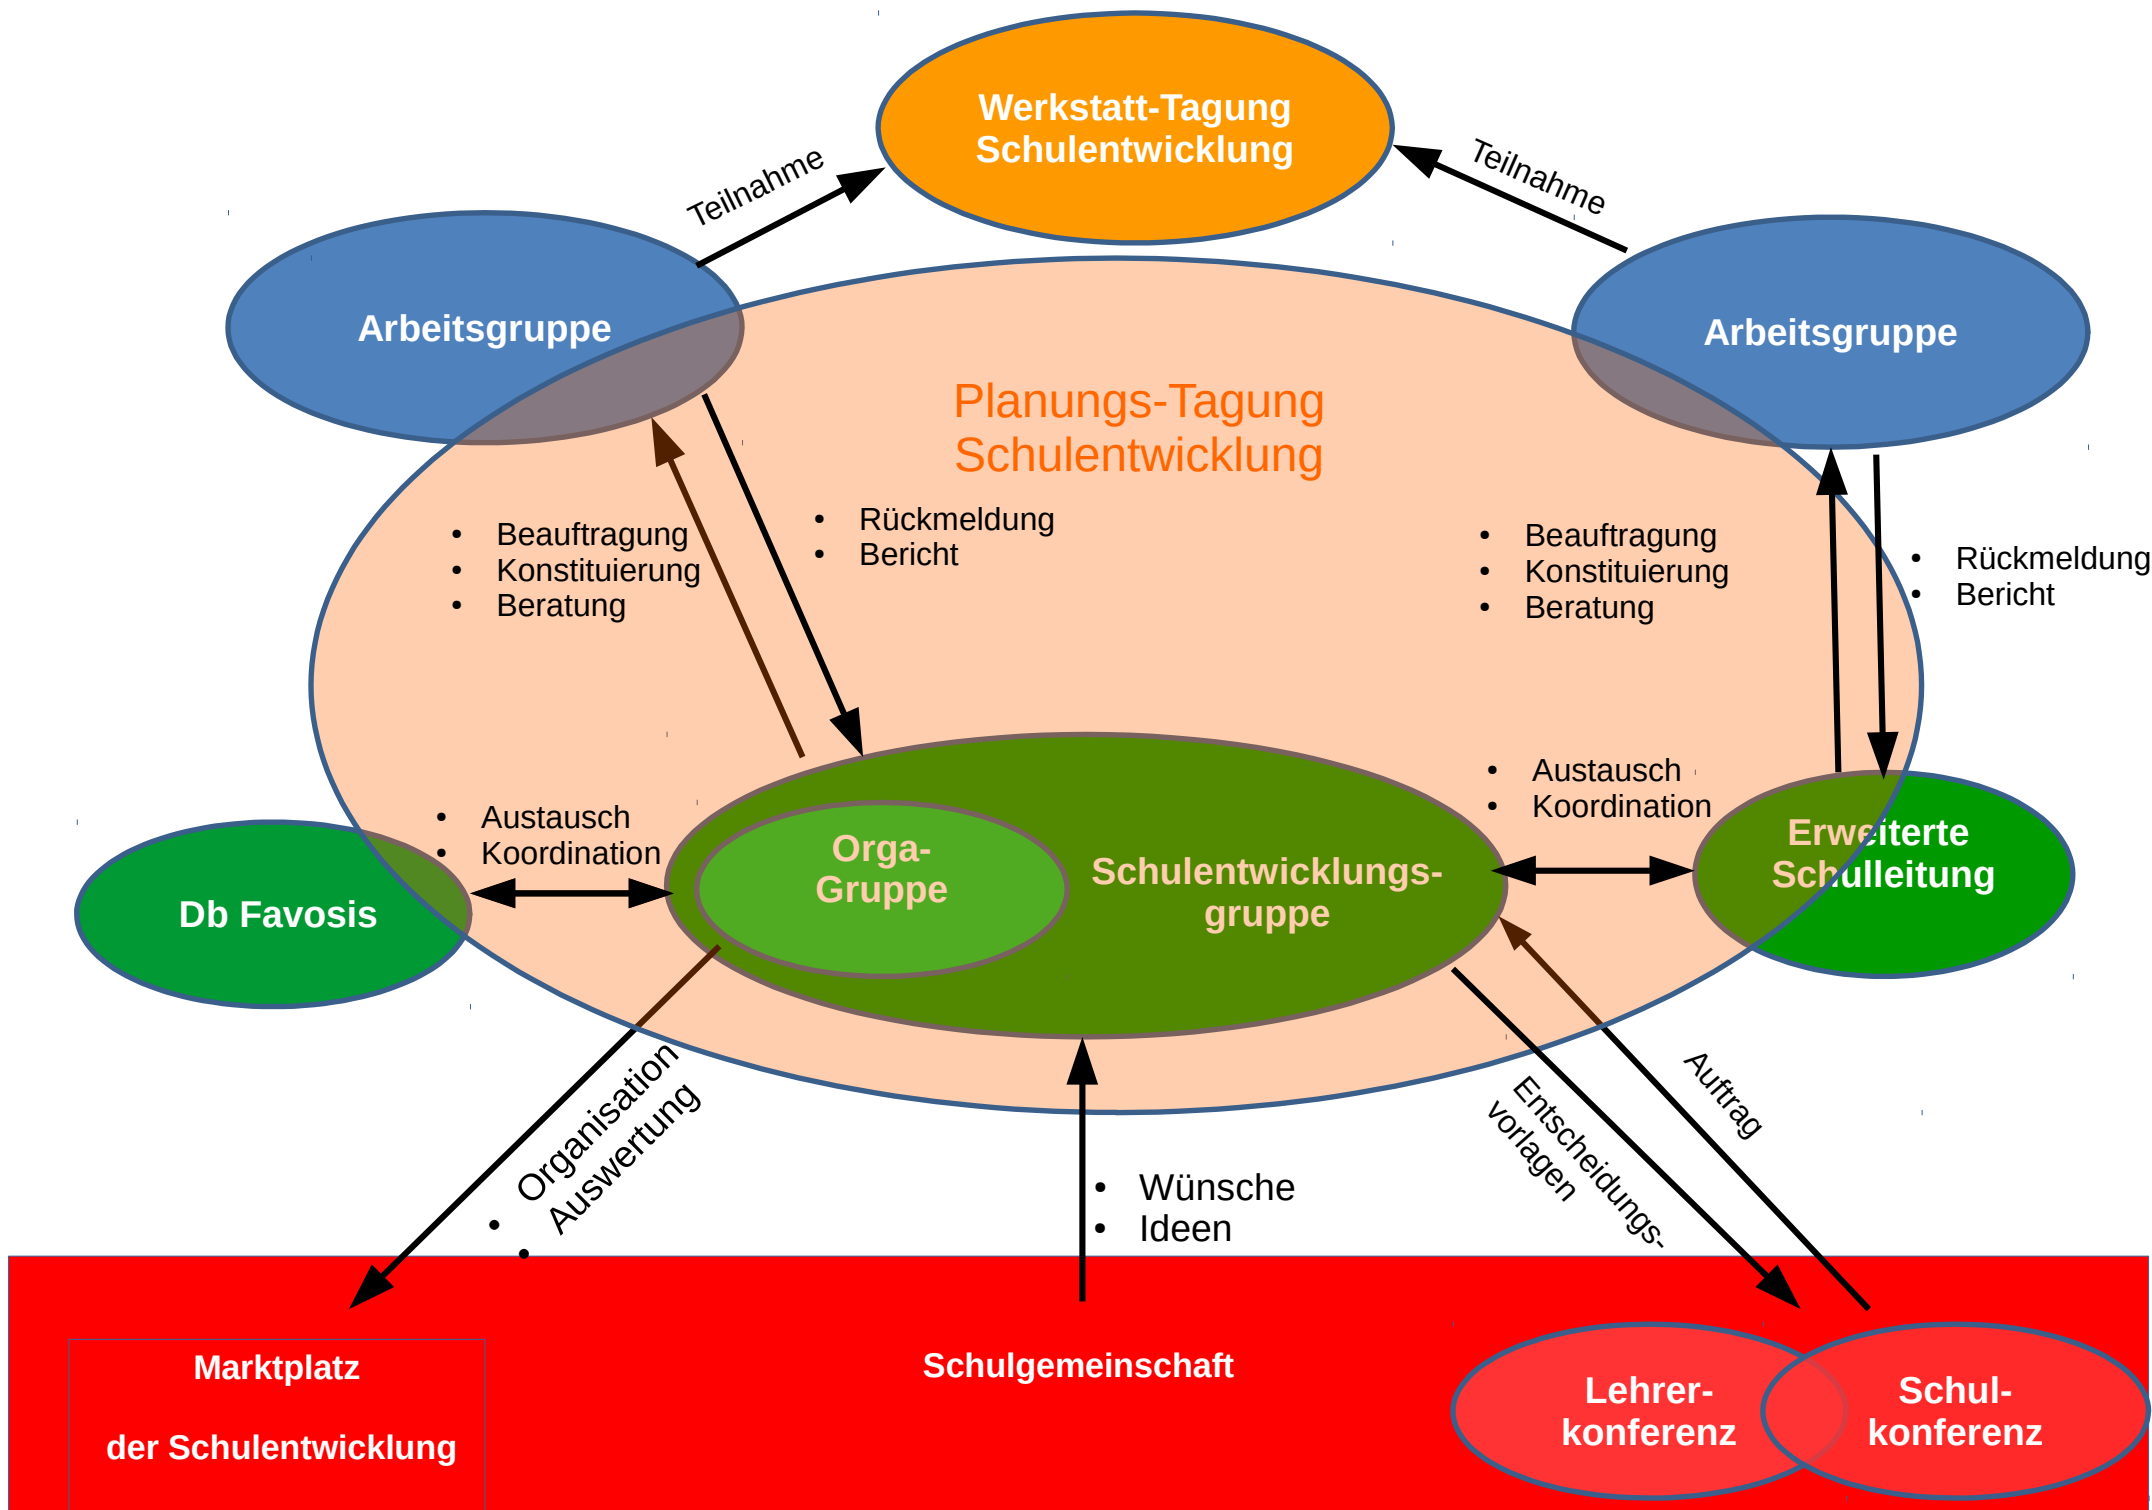 Werkstatt-Tagung
Schulentwicklung
Teilnahme
Teilnahme
Arbeitsgruppe
Arbeitsgruppe
Planungs-Tagung
Schulentwicklung
• Beauftragung
• Konstituierung
• Beratung
• Rückmeldung
• Bericht
• Beauftragung
• Konstituierung
• Beratung
• Rückmeldung
• Bericht
• Austausch
• Koordination
• Austausch
• Koordination
Db Favosis
Orga-
Gruppe
Schulentwicklungs-
gruppe
Erweiterte
Schulleitung
• Organisation
• Auswertung
• Wünsche
• Ideen
Entscheidungs-
vorlagen
Auftrag
Marktplatz
der Schulentwicklung
Schulgemeinschaft
Lehrer-
konferenz
Schul-
konferenz